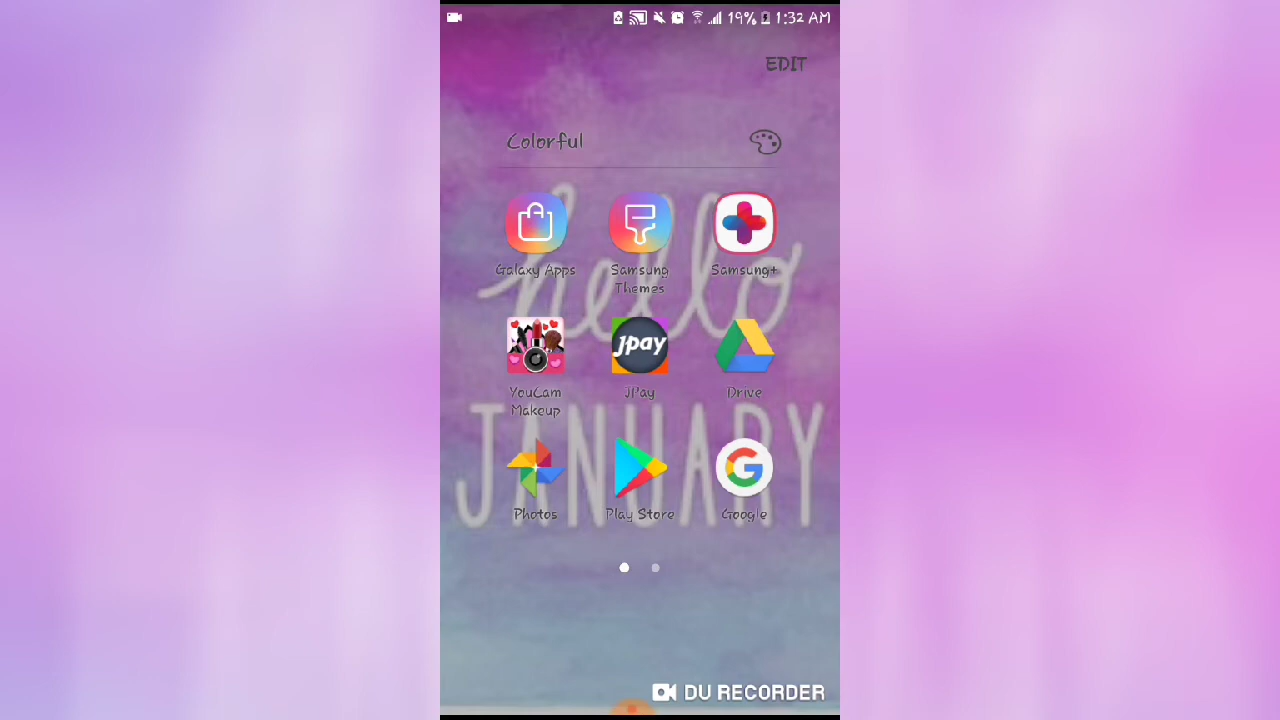 19% 1:32 AM
EDIT
Colorful
hello
JANUARY
Galaxy Apps
Samsung
Themes
Samsung+
YouCam
Makeup
jpay
JPay
Drive
Photos
Play Store
G
Google
DU RECORDER